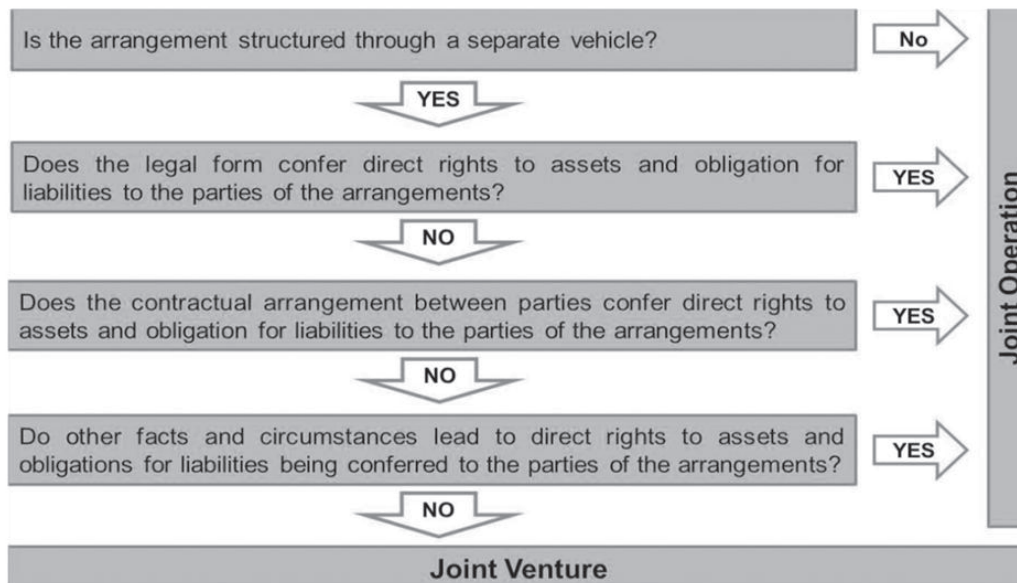 Is the arrangement structured through a separate vehicle?
No
YES
Does the legal form confer direct rights to assets and obligation for
liabilities to the parties of the arrangements?
YES
NO
Does the contractual arrangement between parties confer direct rights to
assets and obligation for liabilities to the parties of the arrangements?
YES
NO
Do other facts and circumstances lead to direct rights to assets and
obligations for liabilities being conferred to the parties of the arrangements?
YES
NO
Joint Operation
Joint Venture